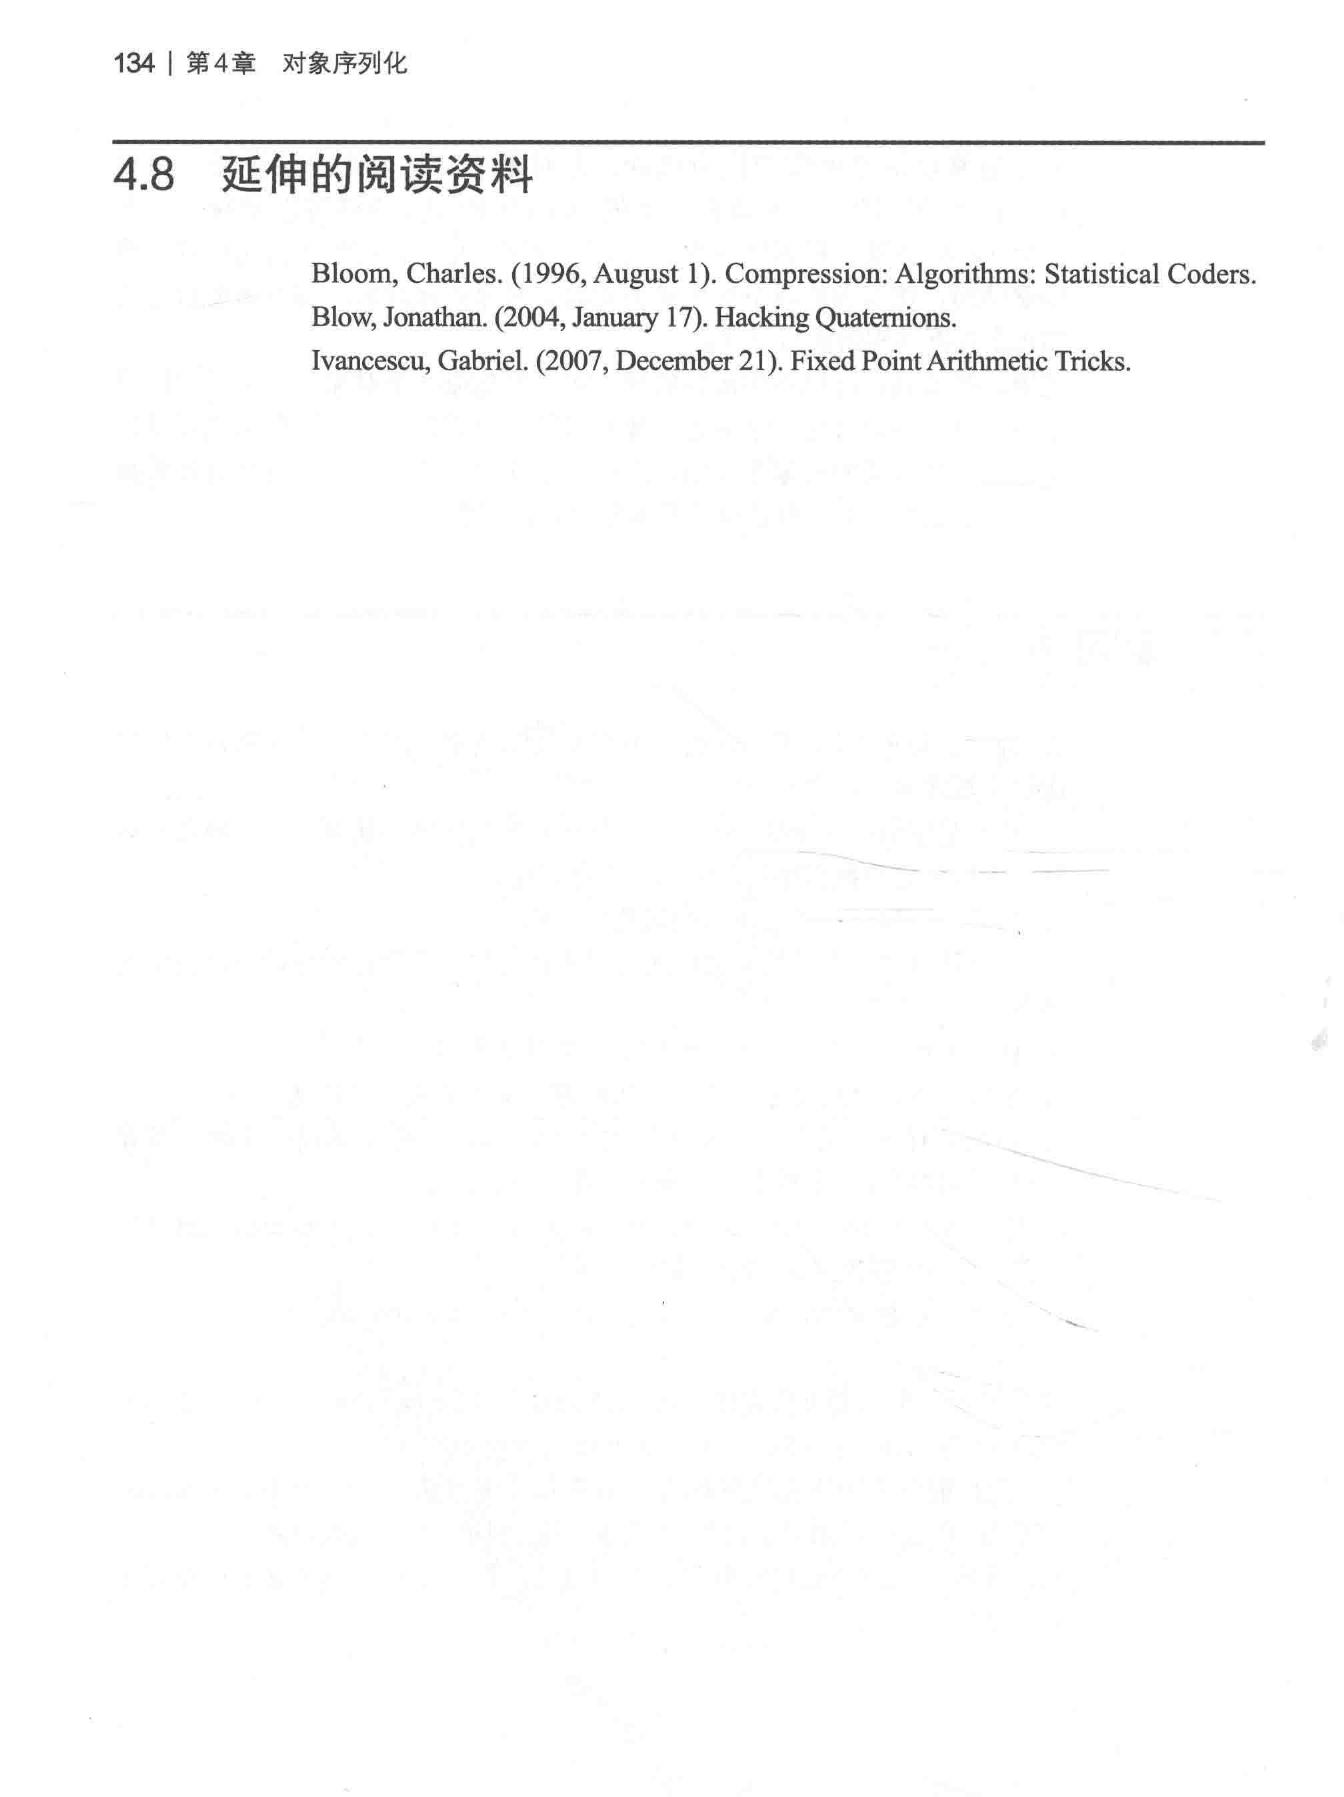 134 | 第4章 对象序列化
4.8 延伸的阅读资料
Bloom, Charles. (1996, August 1). Compression: Algorithms: Statistical Coders.
Blow, Jonathan. (2004, January 17). Hacking Quaternions.
Ivancescu, Gabriel. (2007, December 21). Fixed Point Arithmetic Tricks.